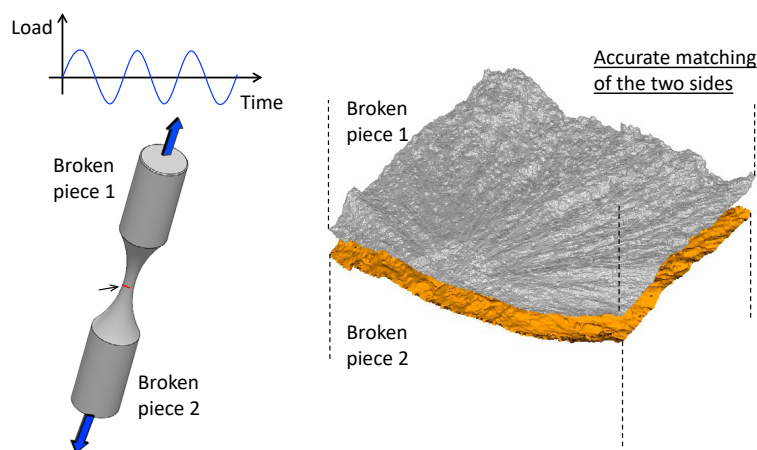 Load
Time
Broken
piece 1
Broken
piece 2
Accurate matching
of the two sides
Broken
piece 1
Broken
piece 2